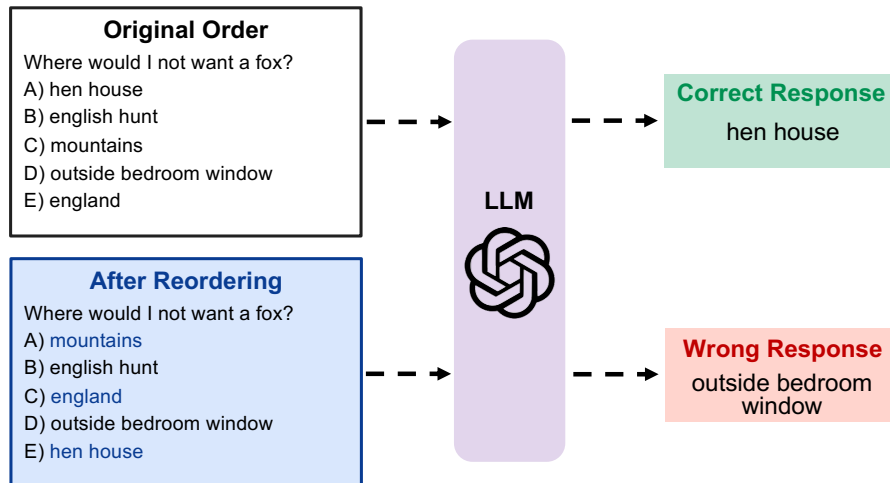 Original Order
Where would I not want a fox?
A) hen house
B) english hunt
C) mountains
D) outside bedroom window
E) england
After Reordering
Where would I not want a fox?
A) mountains
B) english hunt
C) england
D) outside bedroom window
E) hen house
LLM
Correct Response
hen house
Wrong Response
outside bedroom
window